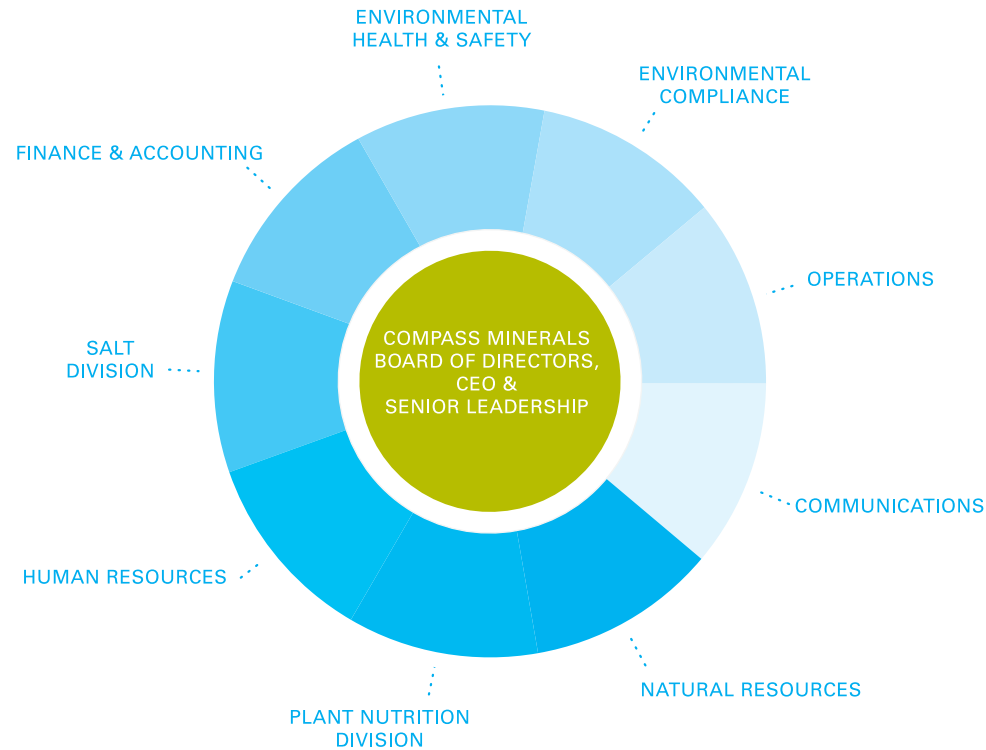 ENVIRONMENTAL
HEALTH & SAFETY
ENVIRONMENTAL
COMPLIANCE
FINANCE & ACCOUNTING
OPERATIONS
SALT
DIVISION
COMPASS MINERALS
BOARD OF DIRECTORS,
CEO &
SENIOR LEADERSHIP
COMMUNICATIONS
HUMAN RESOURCES
NATURAL RESOURCES
PLANT NUTRITION
DIVISION